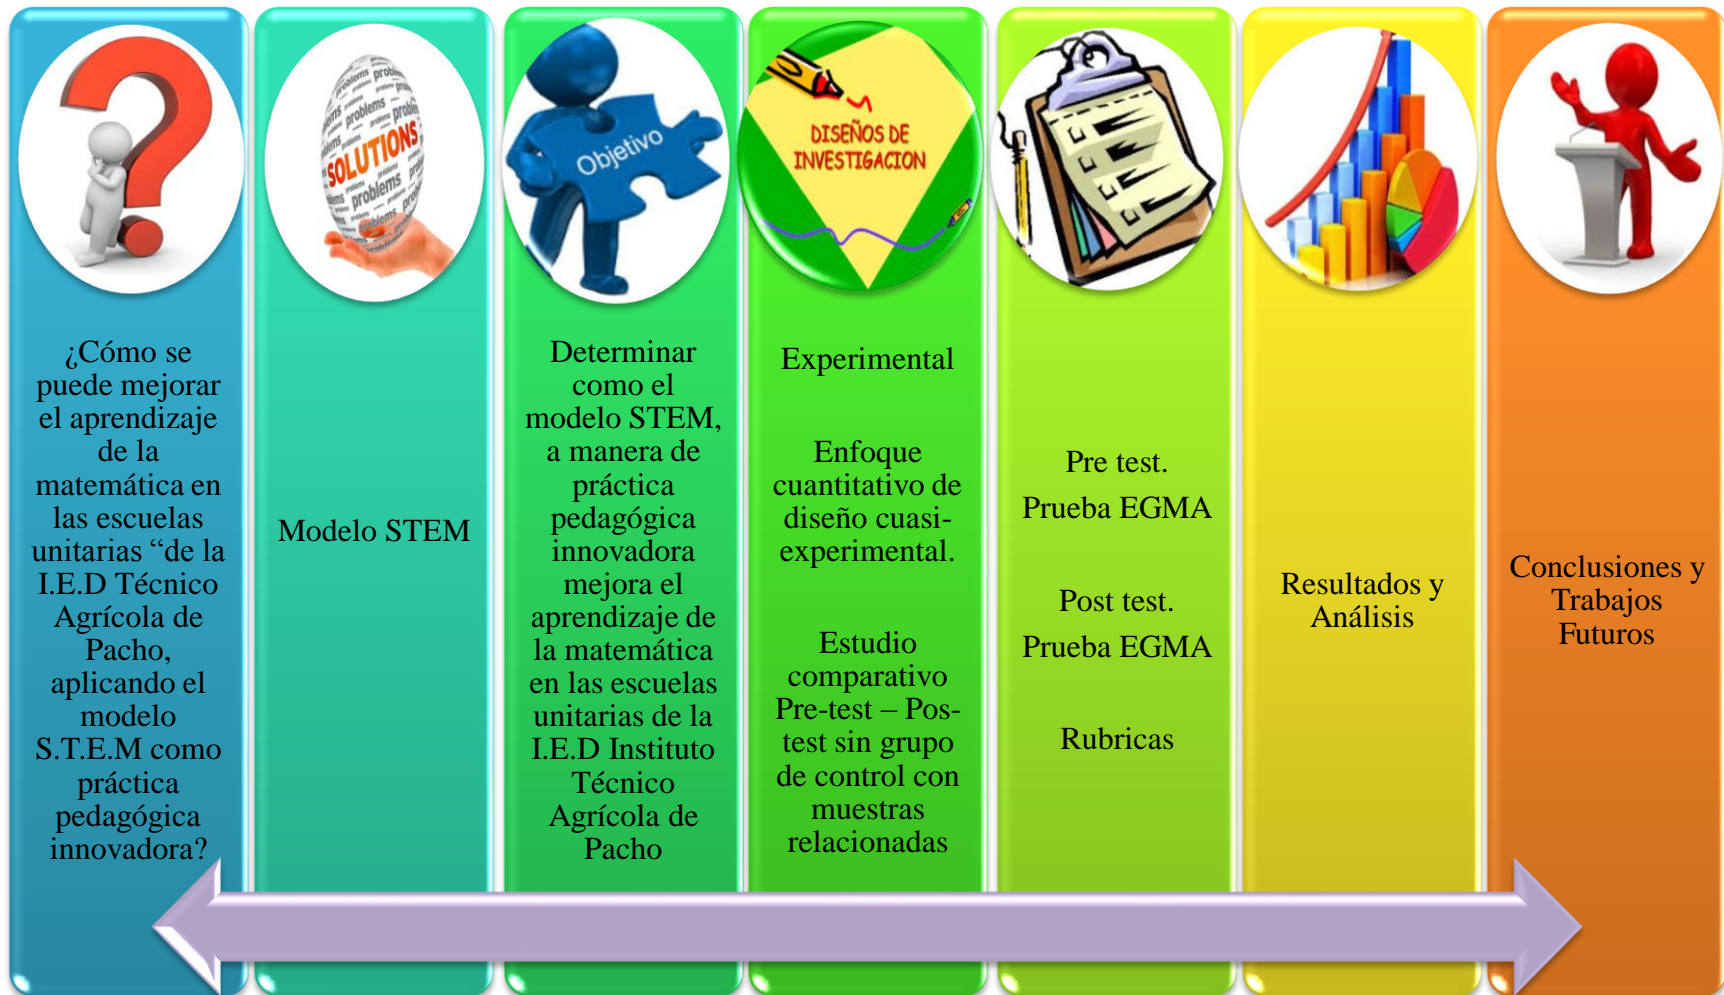 problems
SOLUTIONS
problems
problems
Objetivo
DISEÑOS DE
INVESTIGACION
¿Cómo se
puede mejorar
el aprendizaje
de la
matemática en
las escuelas
unitarias “de la
I.E.D Técnico
Agrícola de
Pacho,
aplicando el
modelo
S.T.E.M como
práctica
pedagógica
innovadora?
Modelo STEM
Determinar
como el
modelo STEM,
a manera de
práctica
pedagógica
innovadora
mejora el
aprendizaje de
la matemática
en las escuelas
unitarias de la
I.E.D Instituto
Técnico
Agrícola de
Pacho
Experimental
Enfoque
cuantitativo de
diseño cuasi-
experimental.
Estudio
comparativo
Pre-test – Pos-
test sin grupo
de control con
muestras
relacionadas
Pre test.
Prueba EGMA
Post test.
Prueba EGMA
Rubricas
Resultados y
Análisis
Conclusiones y
Trabajos
Futuros